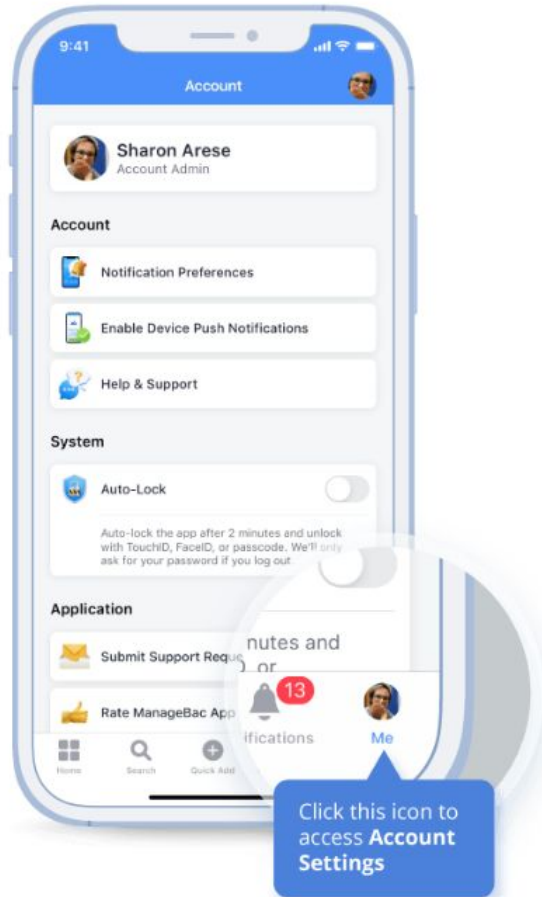 9:41
Account
Sharon Arese
Account Admin
Account
Notification Preferences
Enable Device Push Notifications
Help & Support
System
Auto-Lock
Auto-lock the app after 2 minutes and unlock
with TouchID, FaceID, or passcode. We'll only
ask for your password if you log out
Application
Submit Support Reque
Rate ManageBac App
Home
Search
Quick Add
nutes and
D, or
13
ifications
Me
Click this icon to
access Account
Settings